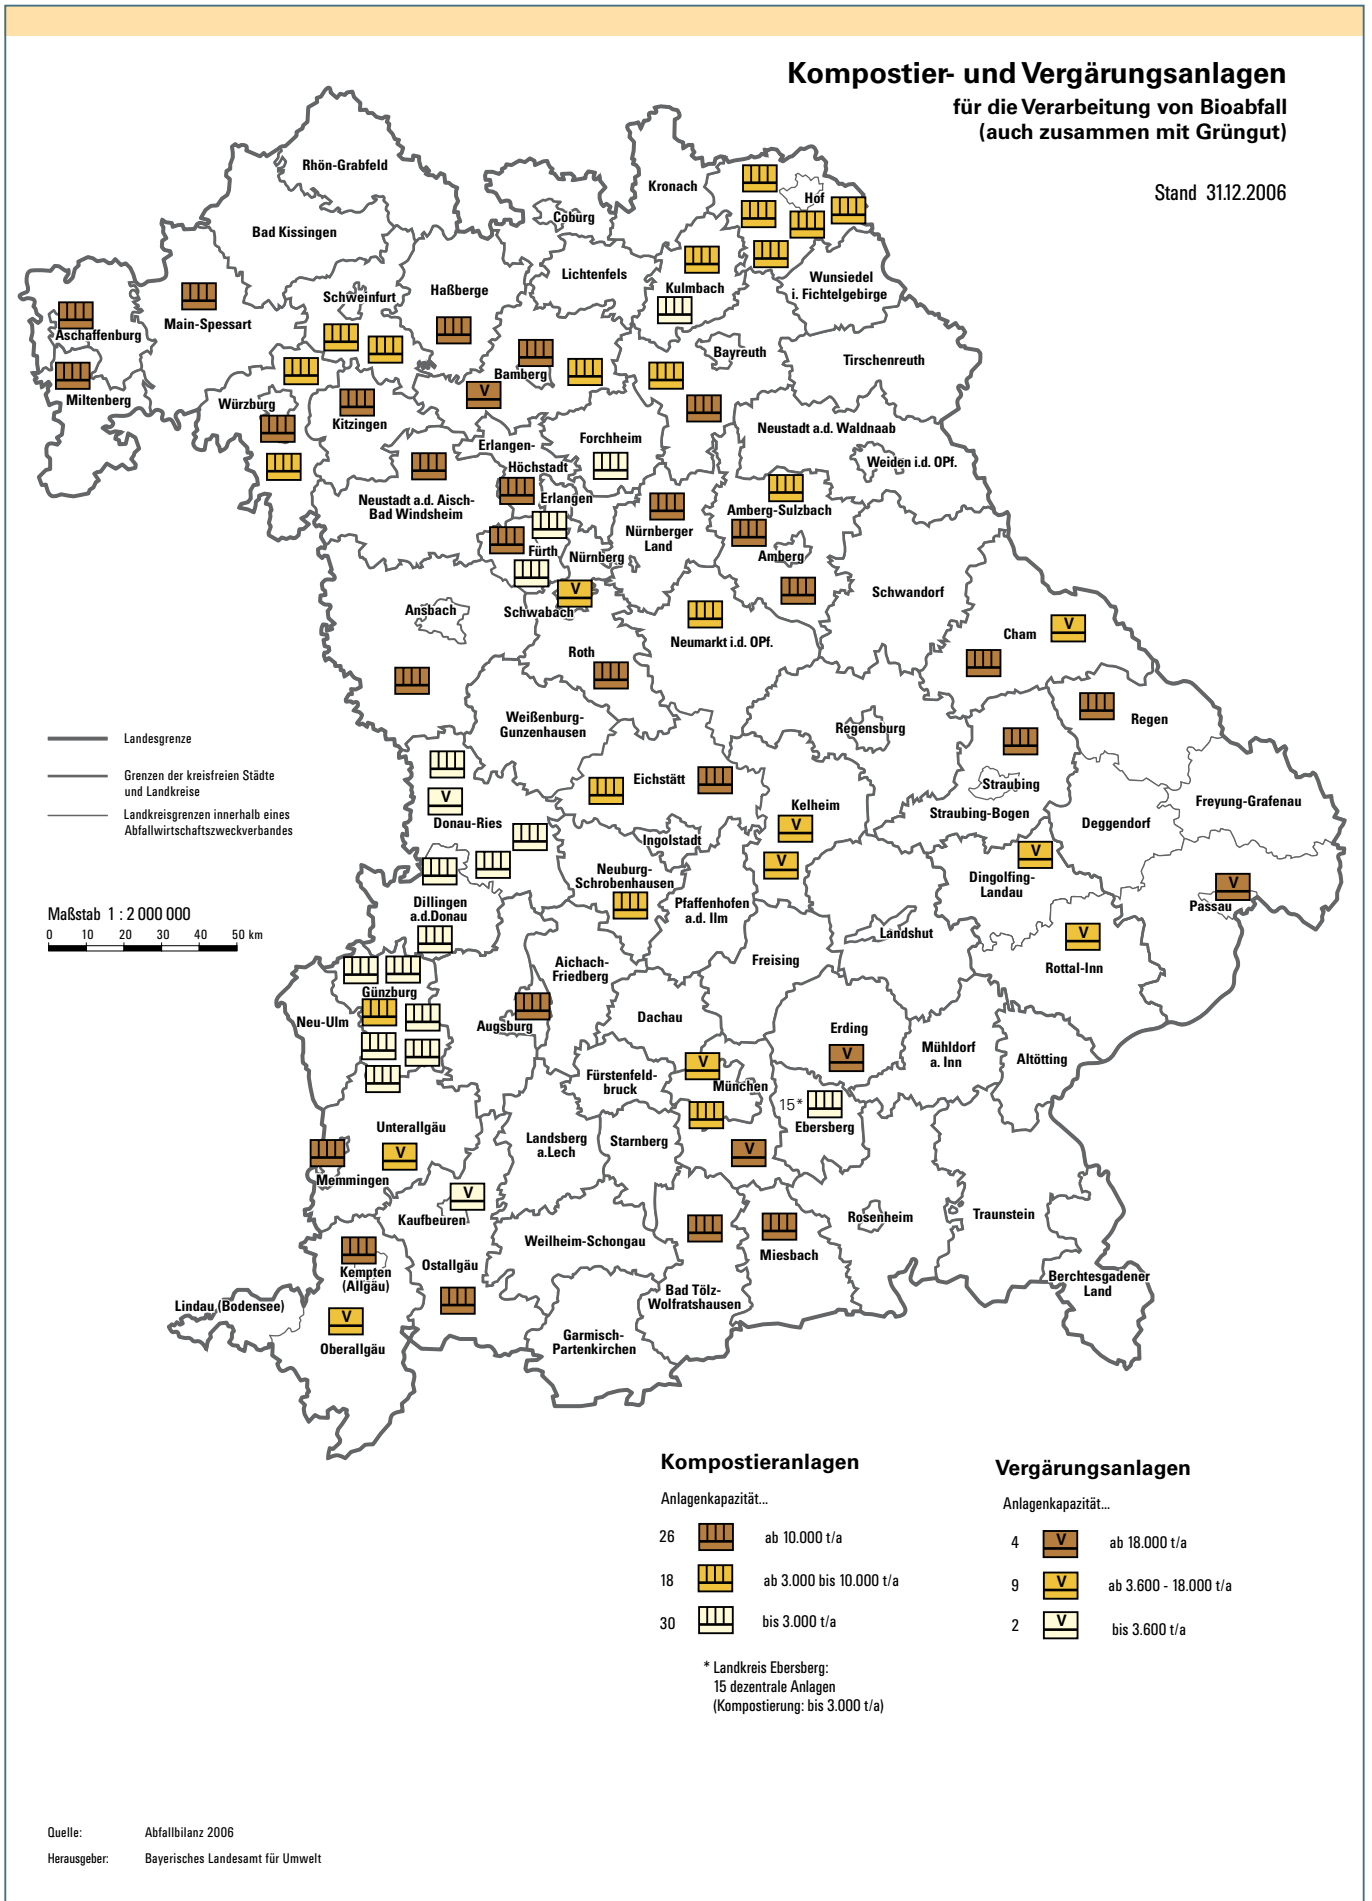 Kompostier- und Vergärungsanlagen
für die Verarbeitung von Bioabfall
(auch zusammen mit Grüngut)
Stand 31.12.2006
Rhön-Grabfeld
Kronach
Hof
Coburg
Bad Kissingen
Lichtenfels
Kulmbach
Wunsiedel
i. Fichtelgebirge
Schweinfurt
Haßberge
Main-Spessart
Aschaffenburg
Bayreuth
Tirschenreuth
Bamberg
V
Miltenberg
Würzburg
Kitzingen
Neustadt a.d. Waldnaab
Forchheim
Erlangen-
Höchstadt
Weiden i.d. OPf.
Neustadt a.d. Aisch-
Bad Windsheim
Erlangen
Nürnberger
Land
Amberg-Sulzbach
Fürth
Nürnberg
Amberg
V
Schwabach
Ansbach
Schwandorf
Neumarkt i.d. OPf.
Cham
V
Roth
Weißenburg-
Gunzenhausen
Regensburg
Regen
Landesgrenze
Grenzen der kreisfreien Städte
und Landkreise
Landkreisgrenzen innerhalb eines
Abfallwirtschaftszweckverbandes
Eichstätt
Straubing
Kelheim
V
V
Straubing-Bogen
Deggendorf
Freyung-Grafenau
V
Donau-Ries
Ingolstadt
Neuburg-
Schrobenhausen
Pfaffenhofen
a.d. Ilm
V
Dingolfing-
Landau
V
Passau
Maßstab 1 : 2 000 000
0 10 20 30 40 50 km
Dillingen
a.d.Donau
Landshut
V
Rottal-Inn
Aichach-
Friedberg
Freising
Günzburg
Neu-Ulm
Augsburg
Dachau
Erding
V
Mühldorf
a. Inn
Altötting
Fürstenfeld-
bruck
V
München
15*
Ebersberg
Unterallgäu
V
Memmingen
Landsberg
a.Lech
Starnberg
V
V
Kaufbeuren
Rosenheim
Traunstein
Weilheim-Schongau
Miesbach
Ostallgäu
Kempten
(Allgäu)
Bad Tölz-
Wolfratshausen
Berchtesgadener
Land
Lindau (Bodensee)
V
Oberallgäu
Garmisch-
Partenkirchen
Kompostieranlagen
Anlagenkapazität...
26 ab 10.000 t/a
18 ab 3.000 bis 10.000 t/a
30 bis 3.000 t/a
* Landkreis Ebersberg:
15 dezentrale Anlagen
(Kompostierung: bis 3.000 t/a)
Vergärungsanlagen
Anlagenkapazität...
4 V ab 18.000 t/a
9 V ab 3.600 - 18.000 t/a
2 V bis 3.600 t/a
Quelle: Abfallbilanz 2006
Herausgeber: Bayerisches Landesamt für Umwelt